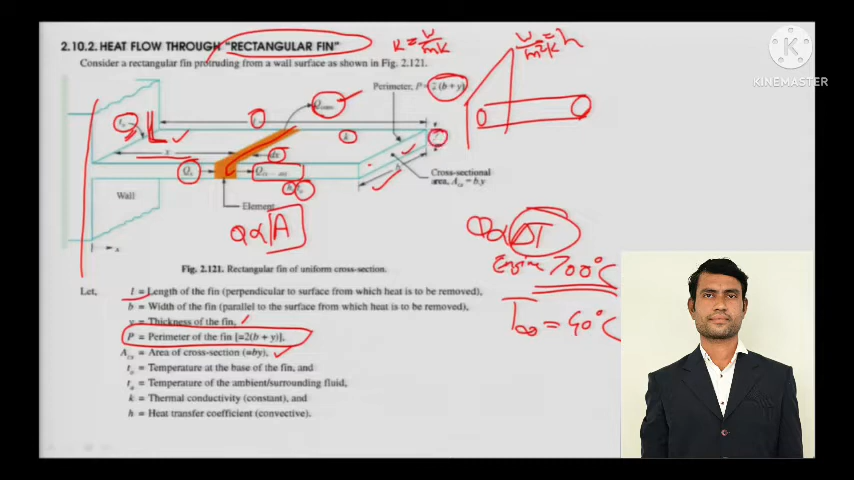 2.10.2. HEAT FLOW THROUGH "RECTANGULAR FIN"
Consider a rectangular fin protruding from a wall surface as shown in Fig. 2.121.
k = W/mK
W/m²K = h
KINEMASTER
Perimeter, P = 2 (b + y)
l
k
x
dx
b
Cross-sectional
area, Acs = b.y
Wall
Element
x
Q ∝ A
Q ∝ ΔT
Engine 700°C
T∞ = 40°C
Fig. 2.121. Rectangular fin of uniform cross-section.
Let,
l = Length of the fin (perpendicular to surface from which heat is to be removed),
b = Width of the fin (parallel to the surface from which heat is to be removed),
y = Thickness of the fin,
P = Perimeter of the fin [=2(b + y)],
Acs = Area of cross-section (=by),
to = Temperature at the base of the fin, and
ta = Temperature of the ambient/surrounding fluid,
k = Thermal conductivity (constant), and
h = Heat transfer coefficient (convective).